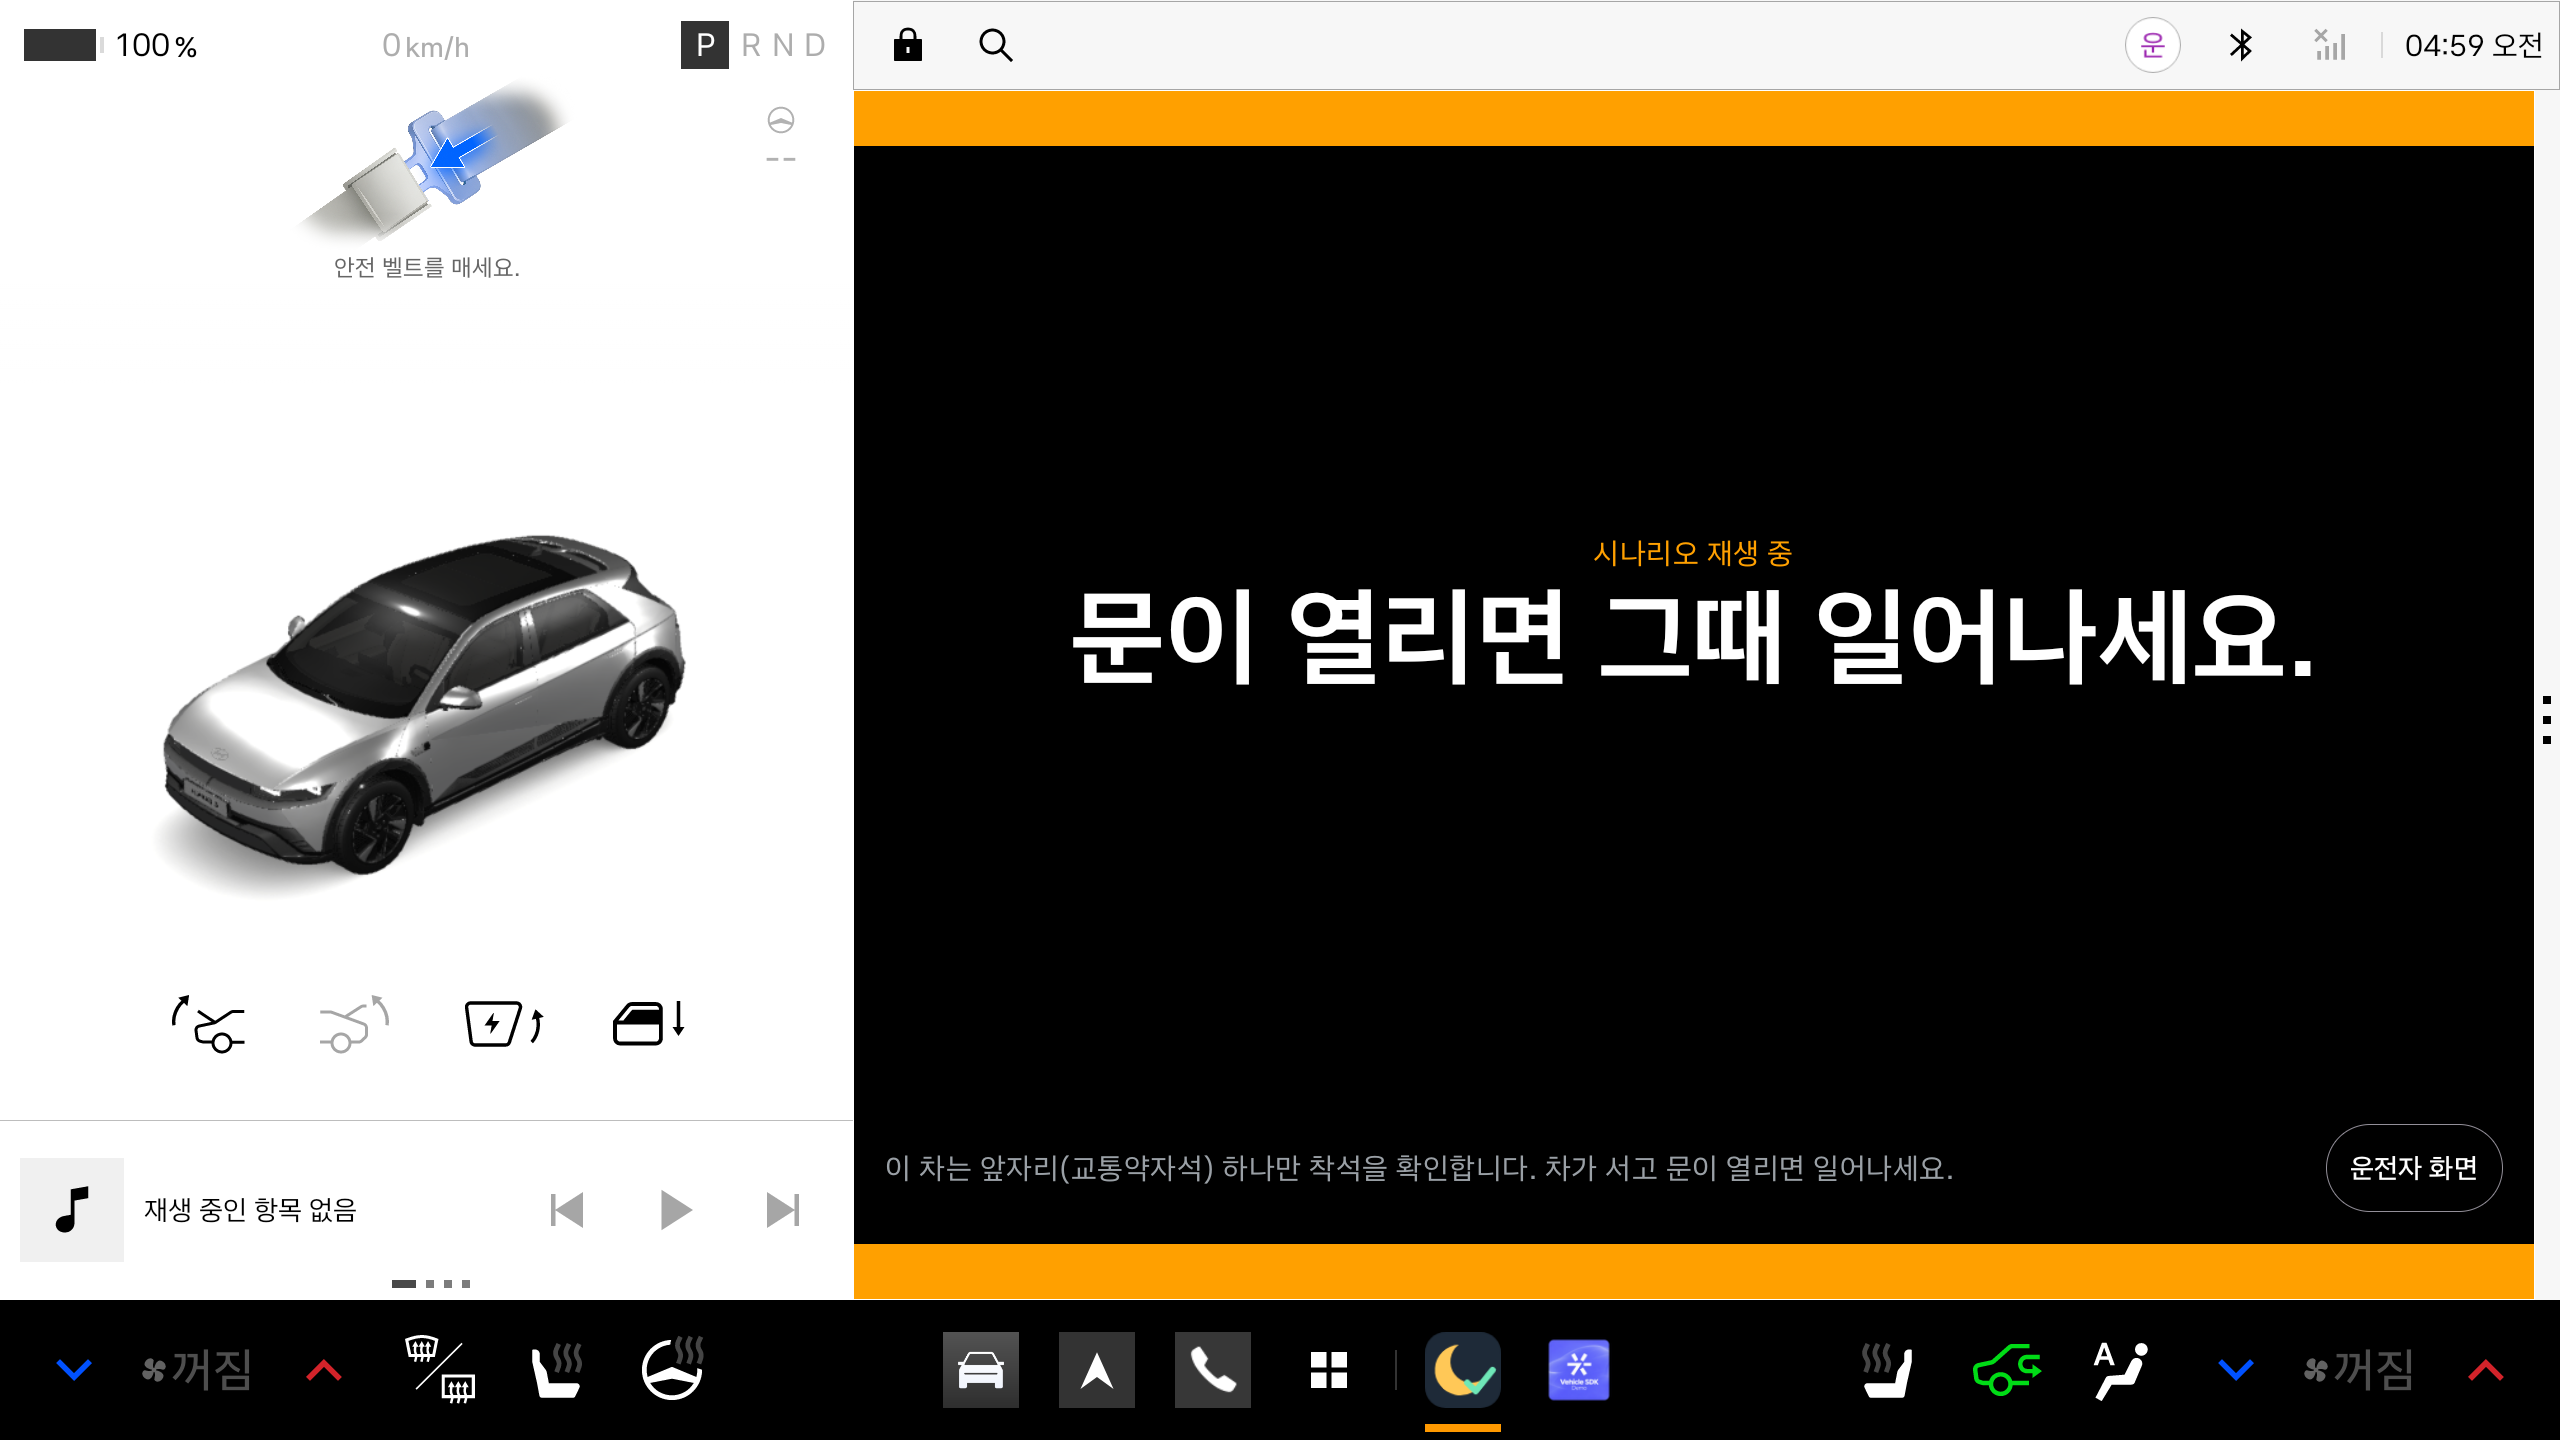 100 %
0 km/h
P R N D
운
04:59 오전
안전 벨트를 매세요.
시나리오 재생 중
문이 열리면 그때 일어나세요.
이 차는 앞자리(교통약자석) 하나만 착석을 확인합니다. 차가 서고 문이 열리면 일어나세요.
운전자 화면
재생 중인 항목 없음
꺼짐
Vehicle SDK
Demo
A
꺼짐